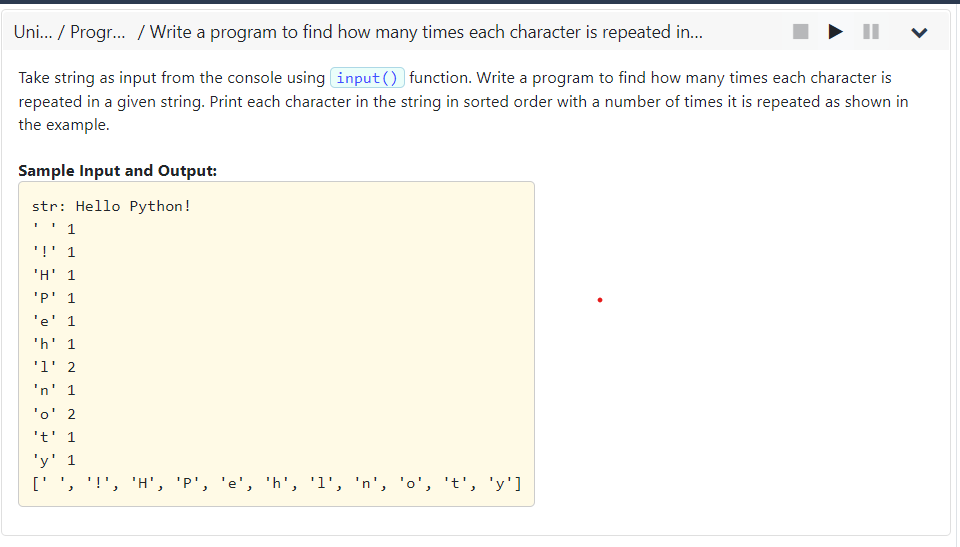 Uni... / Progr... / Write a program to find how many times each character is repeated in...
Take string as input from the console using input() function. Write a program to find how many times each character is
repeated in a given string. Print each character in the string in sorted order with a number of times it is repeated as shown in
the example.
Sample Input and Output:
str: Hello Python!
' ' 1
'!' 1
'H' 1
'P' 1
'e' 1
'h' 1
'l' 2
'n' 1
'o' 2
't' 1
'y' 1
[' ', '!', 'H', 'P', 'e', 'h', 'l', 'n', 'o', 't', 'y']